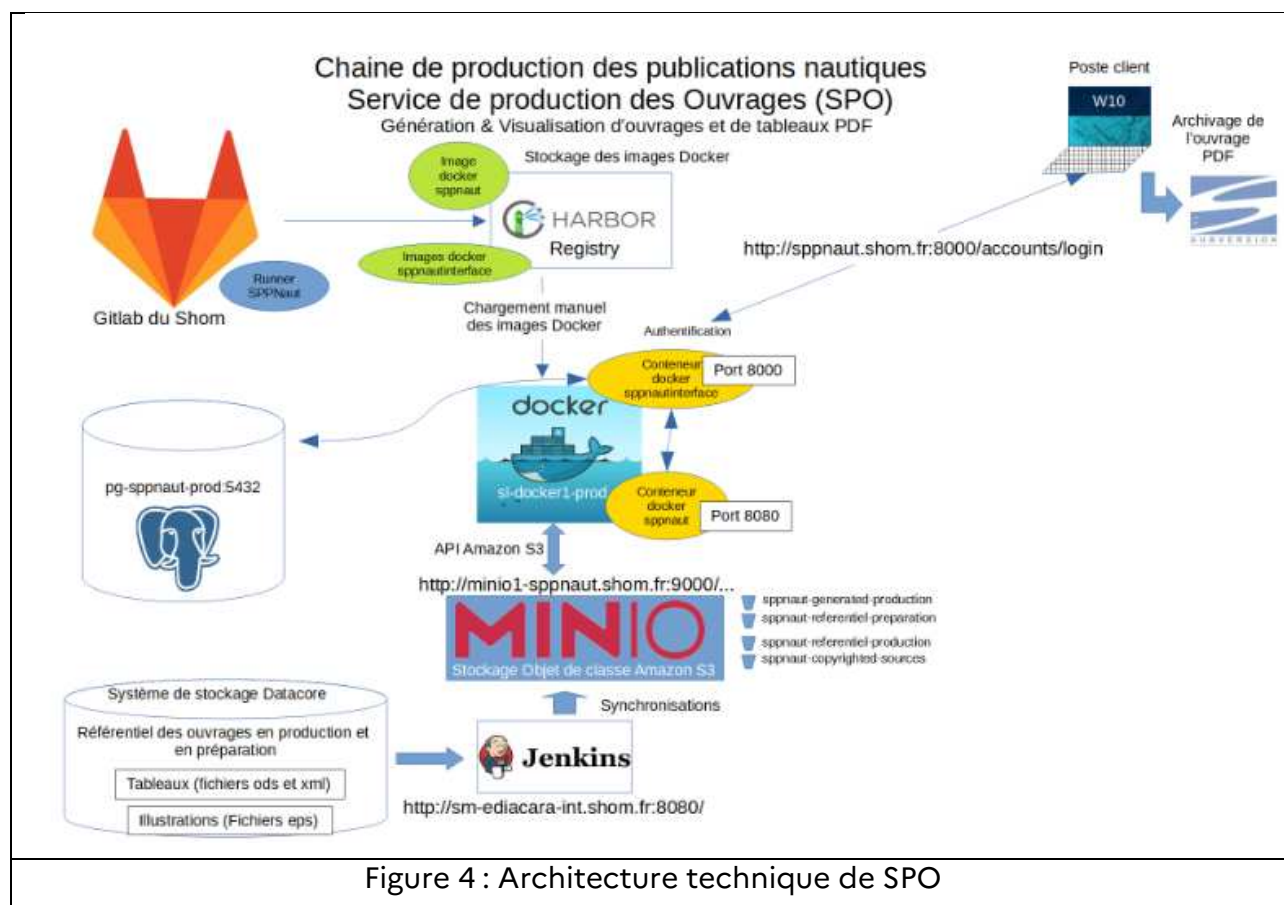 Chaine de production des publications nautiques
Service de production des Ouvrages (SPO)
Génération & Visualisation d'ouvrages et de tableaux PDF
Poste client
W10
Archivage de
l'ouvrage
PDF
SUBVERSION
Image
docker
sppnaut
Stockage des images Docker
HARBOR
Registry
Images docker
sppnautinterface
Runner
SPPNaut
Gitlab du Shom
http://sppnaut.shom.fr:8000/accounts/login
Chargement manuel
des images Docker
Authentification
Conteneur
docker
sppnautinterface
Port 8000
docker
sl-docker1-prod
Conteneur
docker
sppnaut
Port 8080
pg-sppnaut-prod:5432
API Amazon S3
http://minio1-sppnaut.shom.fr:9000/...
MINIO
Stockage Objet de classe Amazon S3
sppnaut-generated-production
sppnaut-referentiel-preparation
sppnaut-referentiel-production
sppnaut-copyrighted-sources
Système de stockage Datacore
Référentiel des ouvrages en production et
en préparation
Tableaux (fichiers ods et xml)
Illustrations (Fichiers eps)
Synchronisations
Jenkins
http://sm-ediacara-int.shom.fr:8080/
Figure 4 : Architecture technique de SPO